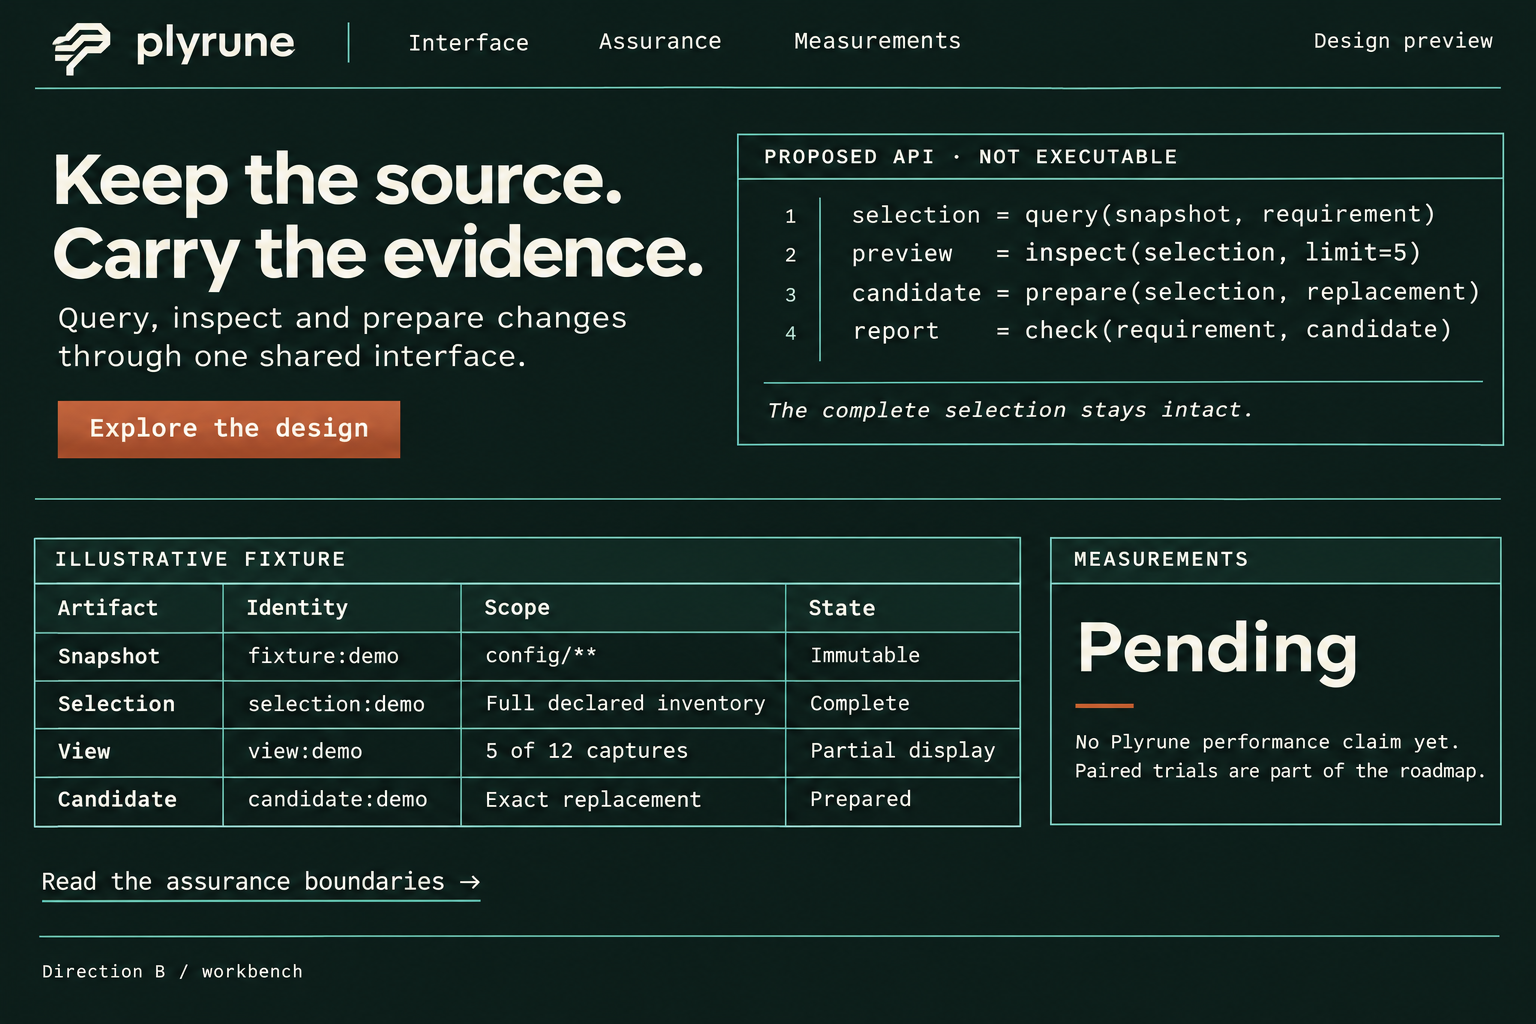 plyrune
Interface
Assurance
Measurements
Design preview
Keep the source.
Carry the evidence.
Query, inspect and prepare changes
through one shared interface.
Explore the design
PROPOSED API · NOT EXECUTABLE
1 selection = query(snapshot, requirement)
2 preview   = inspect(selection, limit=5)
3 candidate = prepare(selection, replacement)
4 report    = check(requirement, candidate)
The complete selection stays intact.
ILLUSTRATIVE FIXTURE
Artifact Identity Scope State
Snapshot fixture:demo config/** Immutable
Selection selection:demo Full declared inventory Complete
View view:demo 5 of 12 captures Partial display
Candidate candidate:demo Exact replacement Prepared
MEASUREMENTS
Pending
No Plyrune performance claim yet.
Paired trials are part of the roadmap.
Read the assurance boundaries →
Direction B / workbench